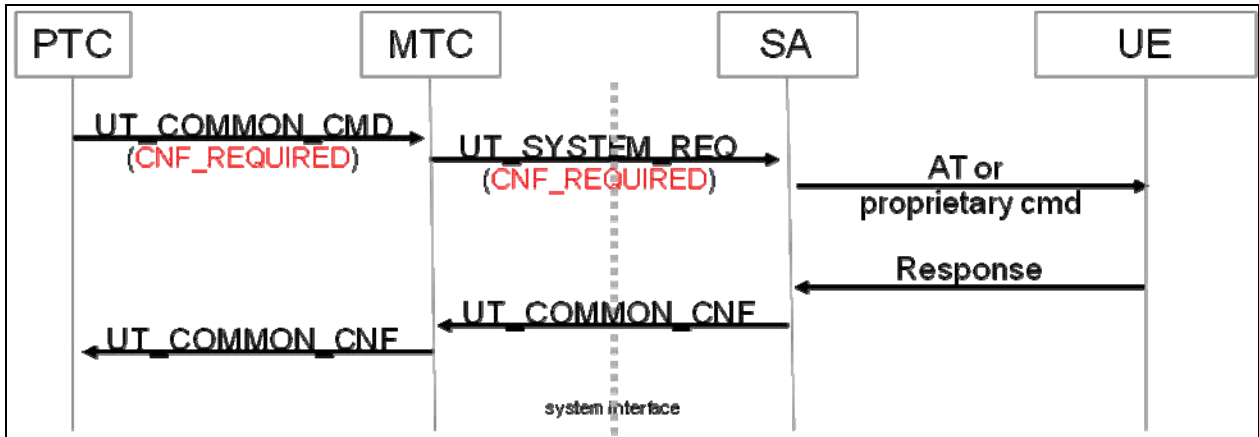 PTC
MTC
SA
UE
UT_COMMON_CMD
(CNF_REQUIRED)
UT_SYSTEM_REQ
(CNF_REQUIRED)
AT or
proprietary cmd
Response
UT_COMMON_CNF
UT_COMMON_CNF
system interface